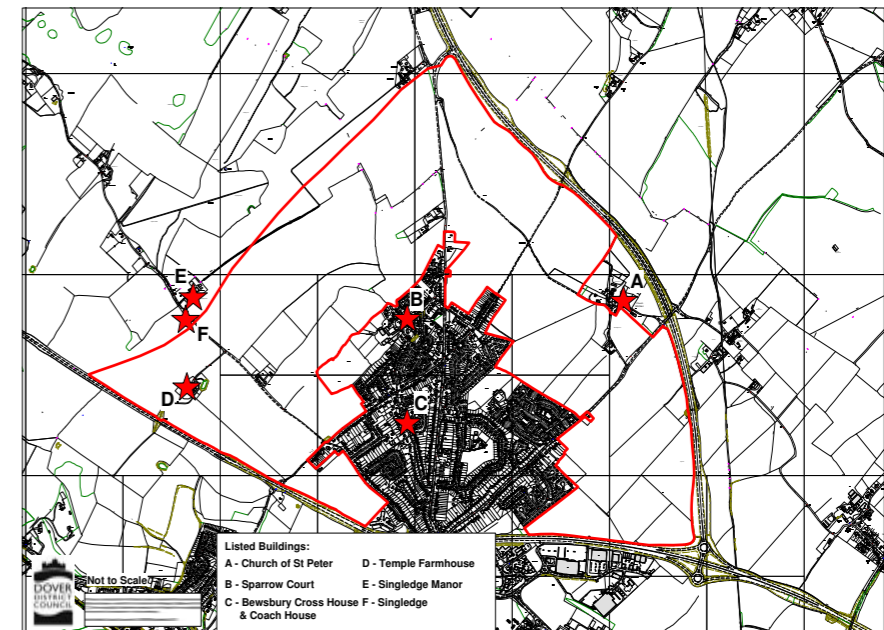 E
F
D
B
C
A
Listed Buildings:
A - Church of St Peter D - Temple Farmhouse
B - Sparrow Court E - Singledge Manor
C - Bewsbury Cross House F - Singledge
& Coach House
Not to Scale
DOVER
DISTRICT
COUNCIL